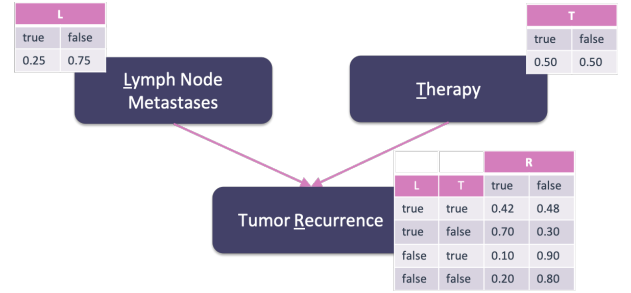 L
true false
0.25 0.75
Lymph Node
Metastases
T
true false
0.50 0.50
Therapy
Tumor Recurrence
R
L T true false
true true 0.42 0.48
true false 0.70 0.30
false true 0.10 0.90
false false 0.20 0.80